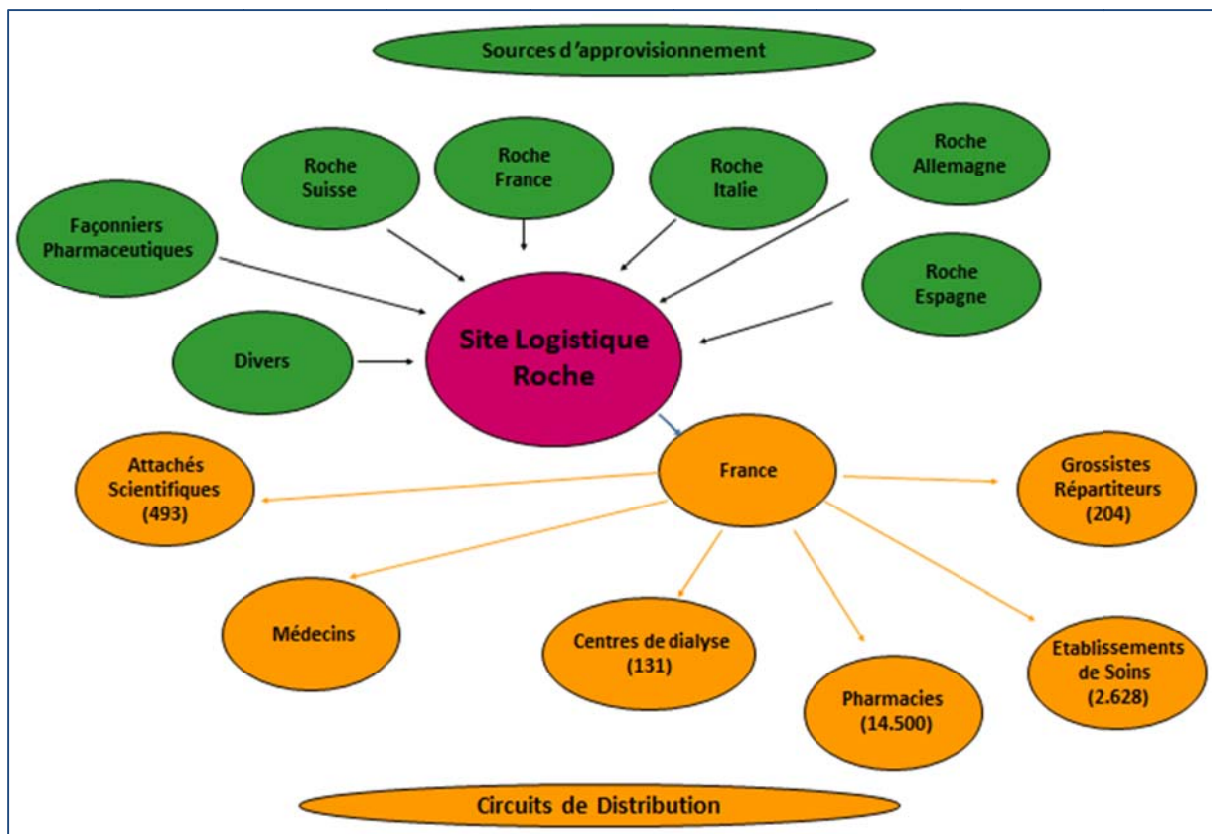 Sources d'approvisionnement
Roche
Suisse
Roche
France
Roche
Italie
Roche
Allemagne
Façonniers
Pharmaceutiques
Roche
Espagne
Divers
Site Logistique
Roche
France
Attachés
Scientifiques
(493)
Grossistes
Répartiteurs
(204)
Médecins
Centres de dialyse
(131)
Pharmacies
(14.500)
Etablissements
de Soins
(2.628)
Circuits de Distribution